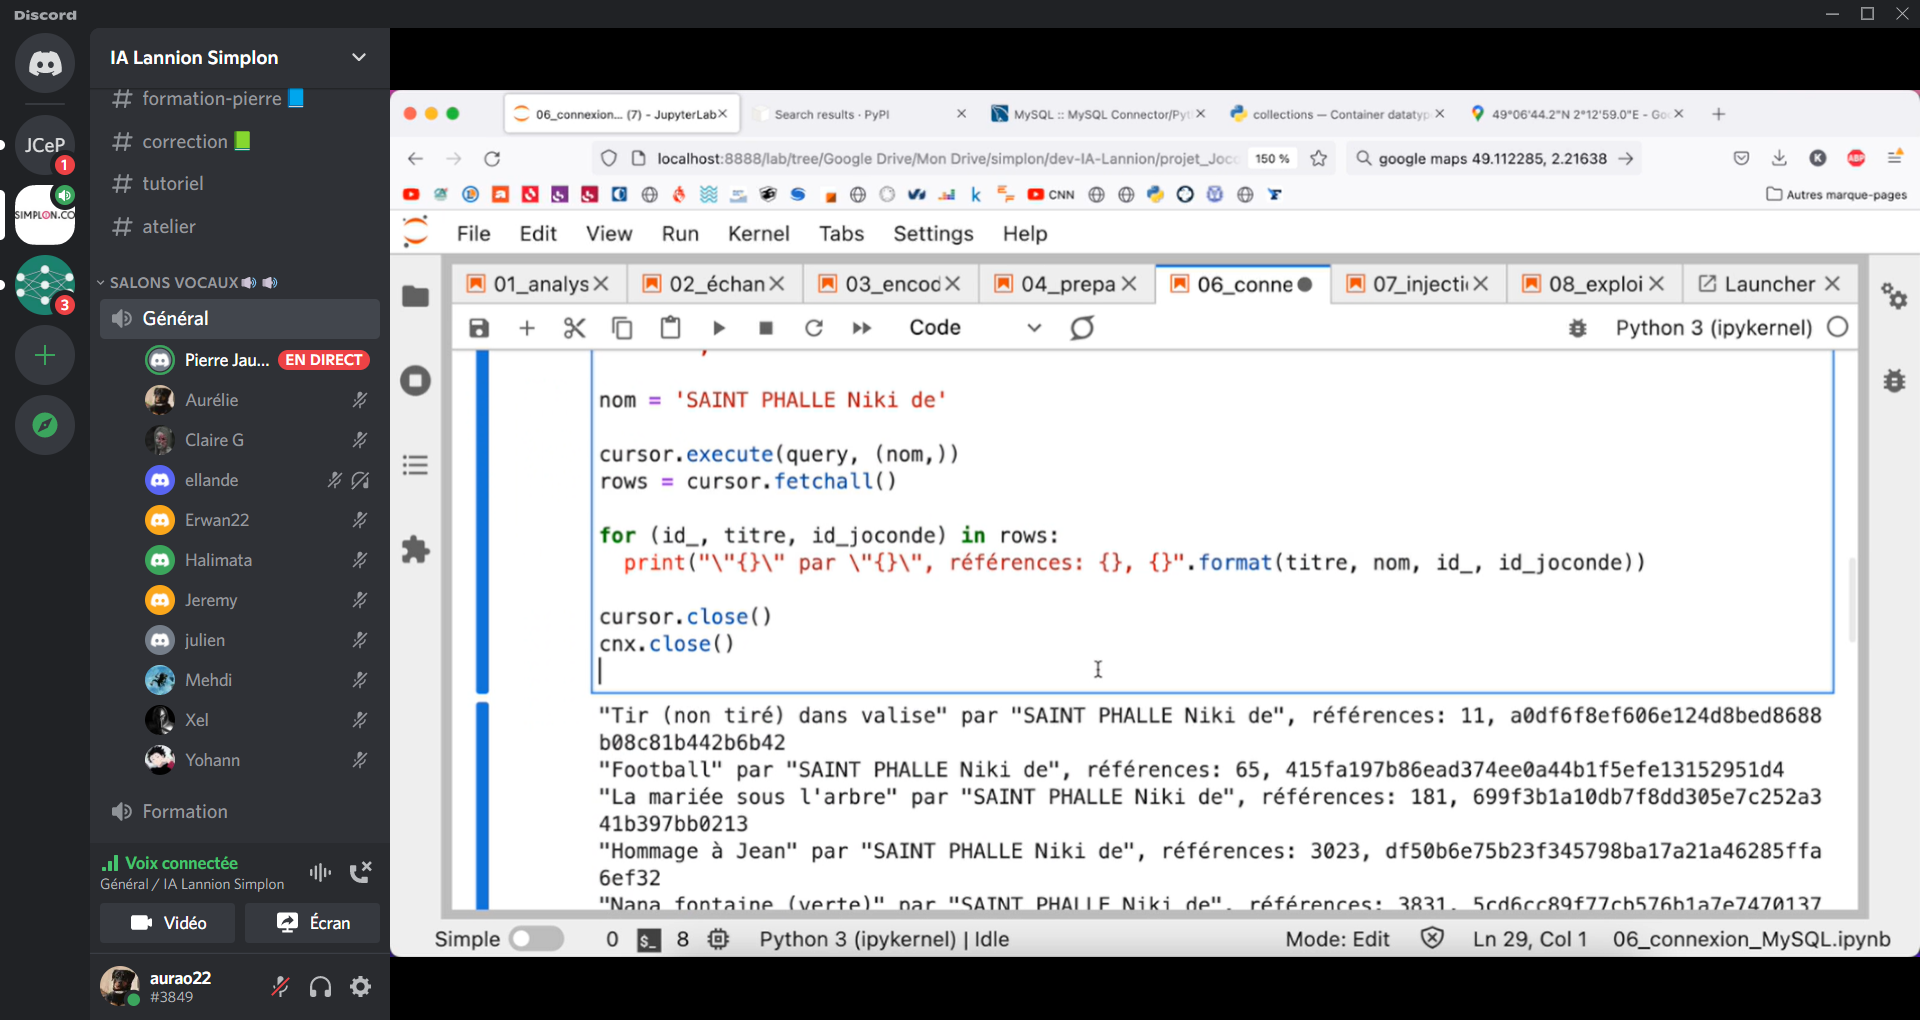 Discord
IA Lannion Simplon
# formation-pierre
# correction
# tutoriel
# atelier
JCeP
1
SIMPLON.CO
3
SALONS VOCAUX
Général
Pierre Jau... EN DIRECT
Aurélie
Claire G
ellande
Erwan22
Halimata
Jeremy
julien
Mehdi
Xel
Yohann
Formation
Voix connectée
Général / IA Lannion Simplon
Vidéo Écran
aurao22
#3849
06_connexion... (7) - JupyterLab
Search results · PyPI
MySQL :: MySQL Connector/Pyt
collections — Container datatyp
49°06'44.2"N 2°12'59.0"E - Go
localhost:8888/lab/tree/Google Drive/Mon Drive/simplon/dev-IA-Lannion/projet_Joco
150 %
google maps 49.112285, 2.21638
K
ABP
k
CNN
Autres marque-pages
File Edit View Run Kernel Tabs Settings Help
01_analys 02_échan 03_encod 04_prepa 06_conne 07_injecti 08_exploi Launcher
Code
Python 3 (ipykernel)
nom = 'SAINT PHALLE Niki de'
cursor.execute(query, (nom,))
rows = cursor.fetchall()
for (id_, titre, id_joconde) in rows:
print("\"{}\" par \"{}\", références: {}, {}".format(titre, nom, id_, id_joconde))
cursor.close()
cnx.close()
"Tir (non tiré) dans valise" par "SAINT PHALLE Niki de", références: 11, a0df6f8ef606e124d8bed8688
b08c81b442b6b42
"Football" par "SAINT PHALLE Niki de", références: 65, 415fa197b86ead374ee0a44b1f5efe13152951d4
"La mariée sous l'arbre" par "SAINT PHALLE Niki de", références: 181, 699f3b1a10db7f8dd305e7c252a3
41b397bb0213
"Hommage à Jean" par "SAINT PHALLE Niki de", références: 3023, df50b6e75b23f345798ba17a21a46285ffa
6ef32
"Nana fontaine (verte)" par "SAINT PHALLE Niki de", références: 3831, 5cd6cc89f77cb576b1a7e7470137
Simple
0
$_
8
Python 3 (ipykernel) | Idle
Mode: Edit
Ln 29, Col 1
06_connexion_MySQL.ipynb